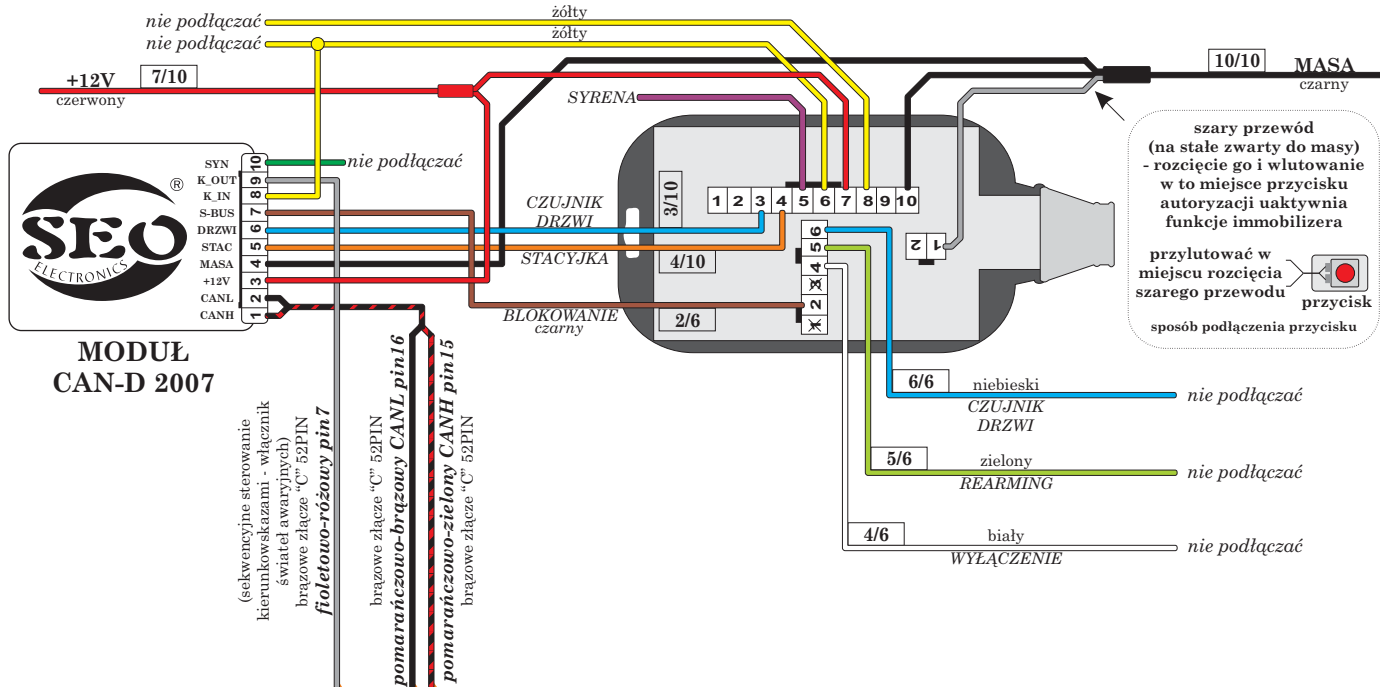 nie podłączać
żółty
nie podłączać
żółty
+12V
7/10
czerwony
10/10
MASA
czarny
SYRENA
szary przewód
(na stałe zwarty do masy)
- rozcięcie go i wlutowanie
w to miejsce przycisku
autoryzacji uaktywnia
funkcje immobilizera
przylutować w
miejscu rozcięcia
szarego przewodu
przycisk
sposób podłączenia przycisku
SEO
ELECTRONICS
®
SYN 10
K_OUT 9
K_IN 8
S-BUS 7
DRZWI 6
STAC 5
MASA 4
+12V 3
CANL 2
CANH 1
nie podłączać
MODUŁ
CAN-D 2007
CZUJNIK
DRZWI
3/10
STACYJKA
4/10
BLOKOWANIE
czarny
2/6
1 2 3 4 5 6 7 8 9 10
6
5
4
3
2
1
2 1
6/6
niebieski
CZUJNIK
DRZWI
nie podłączać
5/6
zielony
REARMING
nie podłączać
4/6
biały
WYŁĄCZENIE
nie podłączać
(sekwencyjne sterowanie
kierunkowskazami - włącznik
świateł awaryjnych)
brązowe złącze "C" 52PIN
fioletowo-różowy pin7
brązowe złącze "C" 52PIN
pomarańczowo-brązowy CANL pin16
pomarańczowo-zielony CANH pin15
brązowe złącze "C" 52PIN